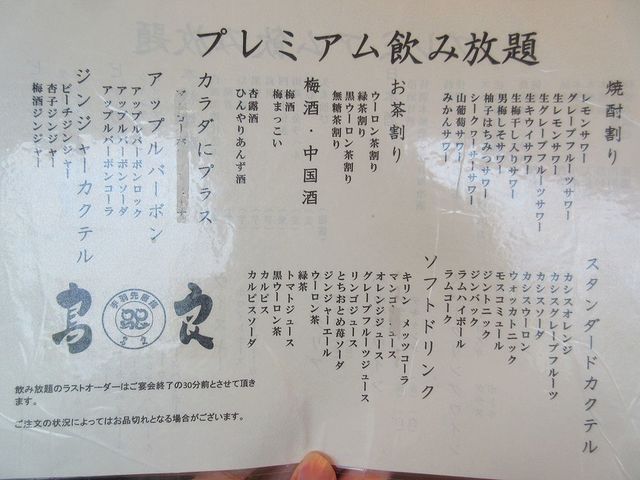 プレミアム飲み放題
焼酎割り
レモンサワー
グレープフルーツサワー
生レモンサワー
生グレープフルーツサワー
生キウイサワー
生梅干し入りサワー
男梅しそサワー
柚子はちみつサワー
シークヮーサーサワー
山葡萄サワー
みかんサワー
お茶割り
ウーロン茶割り
緑茶割り
黒ウーロン茶割り
無糖茶割り
梅酒・中国酒
梅酒
梅まっこい
杏露酒
ひんやりあんず酒
カラダにプラス
アップルバーボン
アップルバーボンロック
アップルバーボンソーダ
アップルバーボンコーラ
ジンジャーカクテル
ピーチジンジャー
杏子ジンジャー
梅酒ジンジャー
スタンダードカクテル
カシスオレンジ
カシスグレープフルーツ
カシスソーダ
カシスウーロン
ウォッカトニック
モスコミュール
ジントニック
ジンバック
ラムハイボール
ラムコーク
ソフトドリンク
キリン メッツコーラ
マンゴ ュース
オレンジジュース
グレープフルーツジュース
リンゴジュース
とちおとめ苺ソーダ
ジンジャーエール
ウーロン茶
緑茶
黒ウーロン茶
トマトジュース
カルピス
カルピスソーダ
鳥良
手羽先唐揚
飲み放題のラストオーダーはご宴会終了の30分前とさせて頂き
ます。
ご注文の状況によってはお品切れとなる場合がございます。